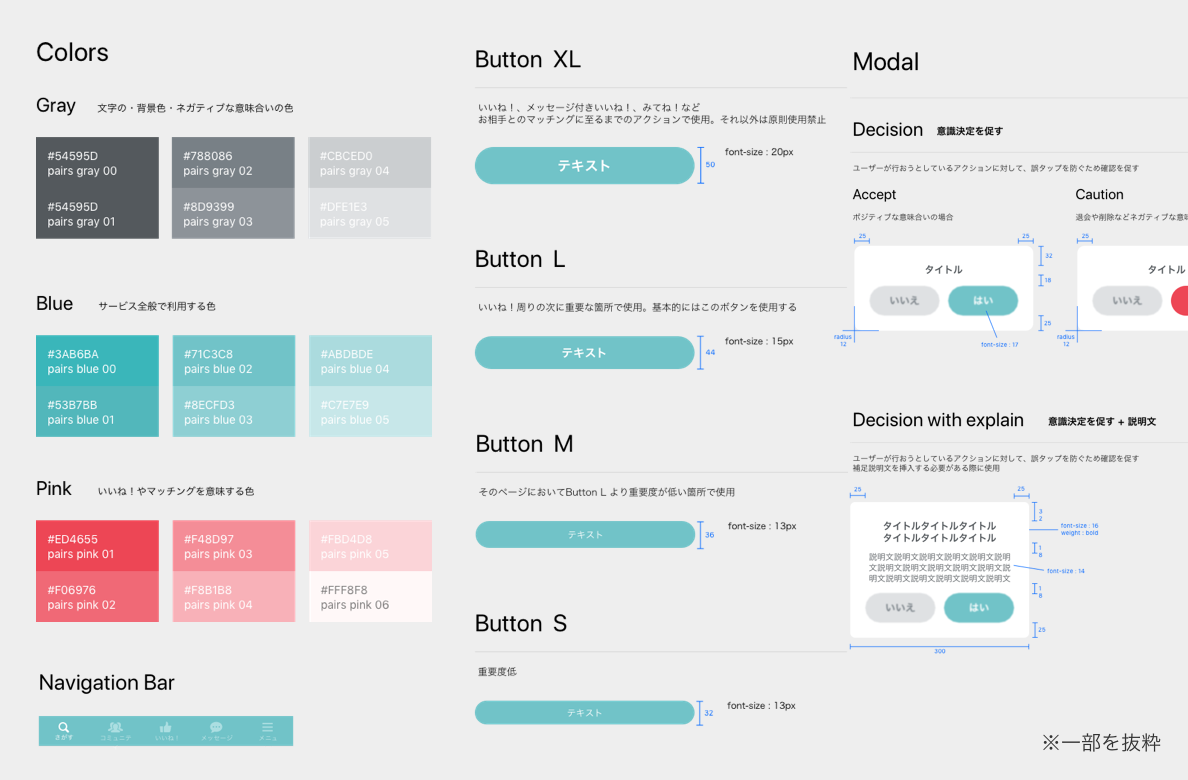 Colors
Gray 文字の・背景色・ネガティブな意味合いの色
#54595D
pairs gray 00
#788086
pairs gray 02
#CBCED0
pairs gray 04
#54595D
pairs gray 01
#8D9399
pairs gray 03
#DFE1E3
pairs gray 05
Blue サービス全般で利用する色
#3AB6BA
pairs blue 00
#71C3C8
pairs blue 02
#ABDBDE
pairs blue 04
#53B7BB
pairs blue 01
#8ECFD3
pairs blue 03
#C7E7E9
pairs blue 05
Pink いいね！やマッチングを意味する色
#ED4655
pairs pink 01
#F48D97
pairs pink 03
#FBD4D8
pairs pink 05
#F06976
pairs pink 02
#F8B1B8
pairs pink 04
#FFF8F8
pairs pink 06
Navigation Bar
さがす コミュニテ いいね！ メッセージ メニュ
Button XL
いいね！、メッセージ付きいいね！、みてね！など
お相手とのマッチングに至るまでのアクションで使用。それ以外は原則使用禁止
テキスト
50
font-size : 20px
Button L
いいね！周りの次に重要な箇所で使用。基本的にはこのボタンを使用する
テキスト
44
font-size : 15px
Button M
そのページにおいてButton L より重要度が低い箇所で使用
テキスト
36
font-size : 13px
Button S
重要度低
テキスト
32
font-size : 13px
Modal
Decision 意識決定を促す
ユーザーが行おうとしているアクションに対して、誤タップを防ぐため確認を促す
Accept
ポジティブな意味合いの場合
25
25
32
タイトル
18
いいえ はい
25
radius
12
font-size : 17
Caution
退会や削除などネガティブな意味
25
タイトル
いいえ
radius
12
Decision with explain 意識決定を促す + 説明文
ユーザーが行おうとしているアクションに対して、誤タップを防ぐため確認を促す
補足説明文を挿入する必要がある際に使用
25
25
3
2
タイトルタイトルタイトル
タイトルタイトルタイトル
font-size : 16
weight : bold
1
8
説明文説明文説明文説明文説明文説明
文説明文説明文説明文説明文説明文説
明文説明文説明文説明文説明文説明文
font-size : 14
1
8
いいえ はい
25
300
※一部を抜粋